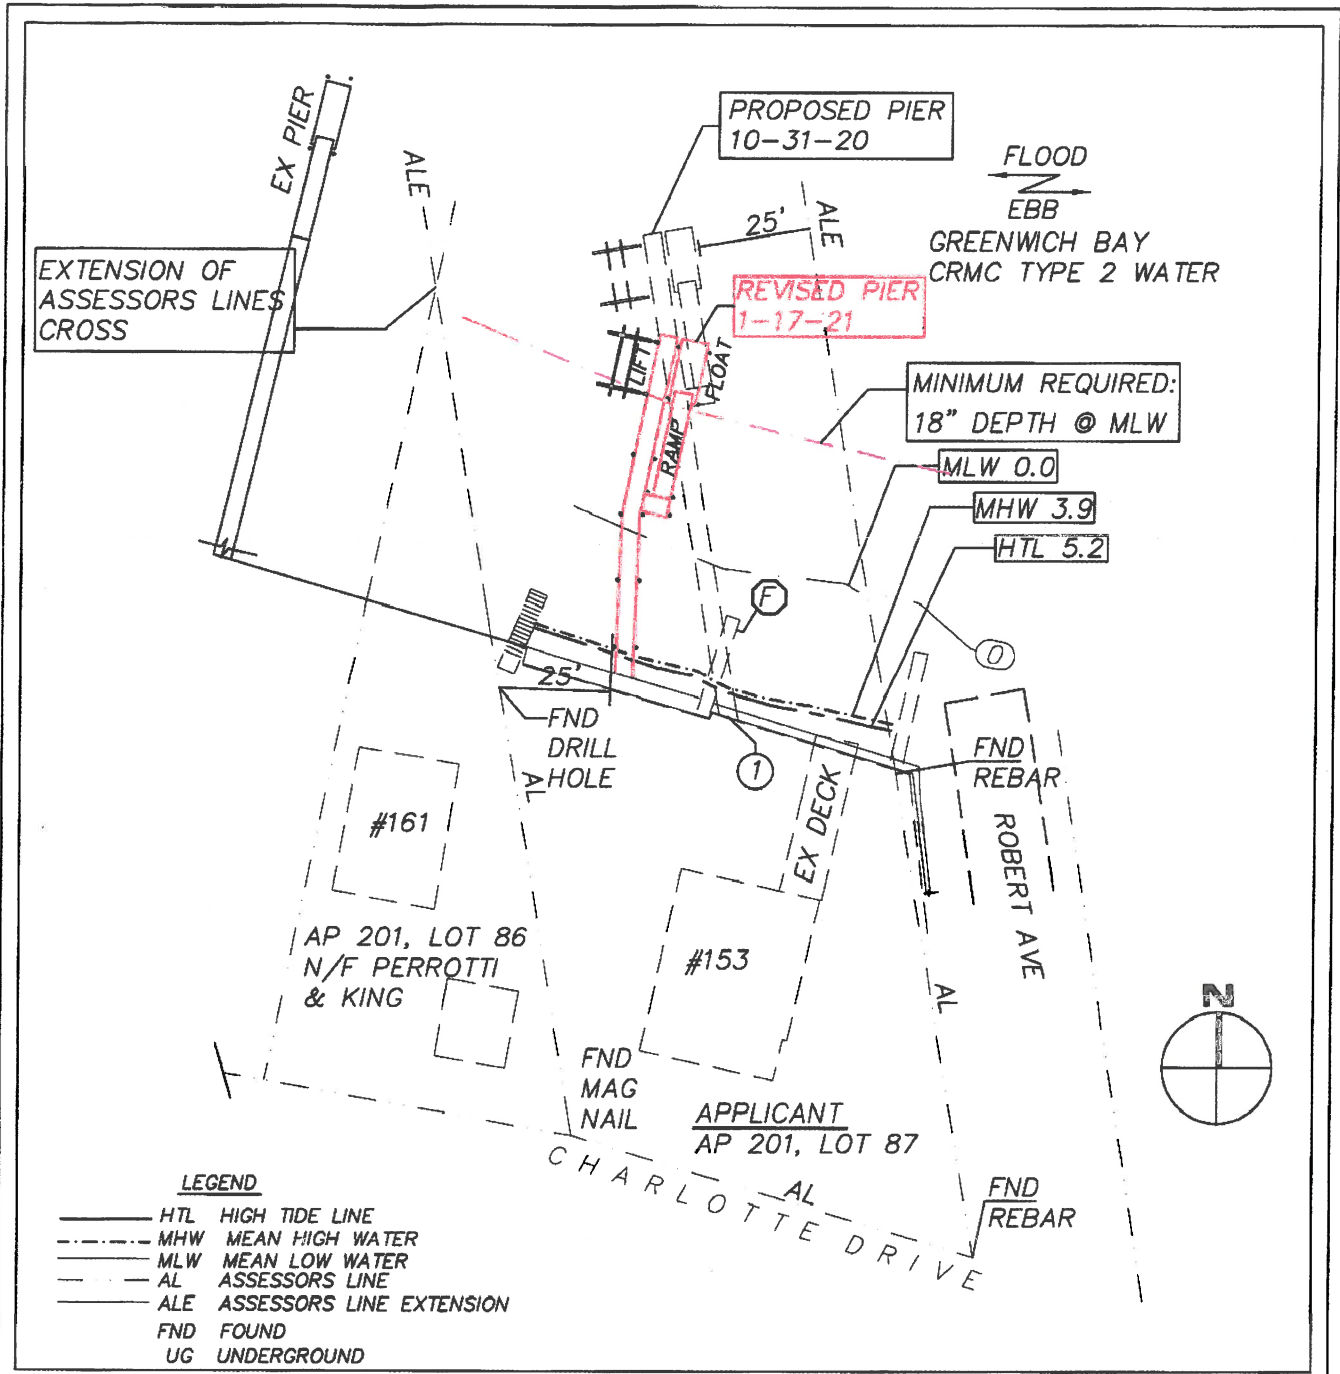 PROPOSED PIER
10-31-20
EX PIER
ALE
FLOOD
EBB
GREENWICH BAY
CRMC TYPE 2 WATER
25'
ALE
EXTENSION OF
ASSESSORS LINES
CROSS
REVISED PIER
1-17-21
LIFT
FLOAT
RAMP
MINIMUM REQUIRED:
18" DEPTH @ MLW
MLW 0.0
MHW 3.9
HTL 5.2
F
0
25'
FND
DRILL
HOLE
AL
1
FND
REBAR
EX DECK
ROBERT AVE
#161
#153
AP 201, LOT 86
N/F PERROTTI
& KING
AL
N
FND
MAG
NAIL
APPLICANT
AP 201, LOT 87
CHARLOTTE DRIVE
AL
FND
REBAR
LEGEND
HTL HIGH TIDE LINE
MHW MEAN HIGH WATER
MLW MEAN LOW WATER
AL ASSESSORS LINE
ALE ASSESSORS LINE EXTENSION
FND FOUND
UG UNDERGROUND